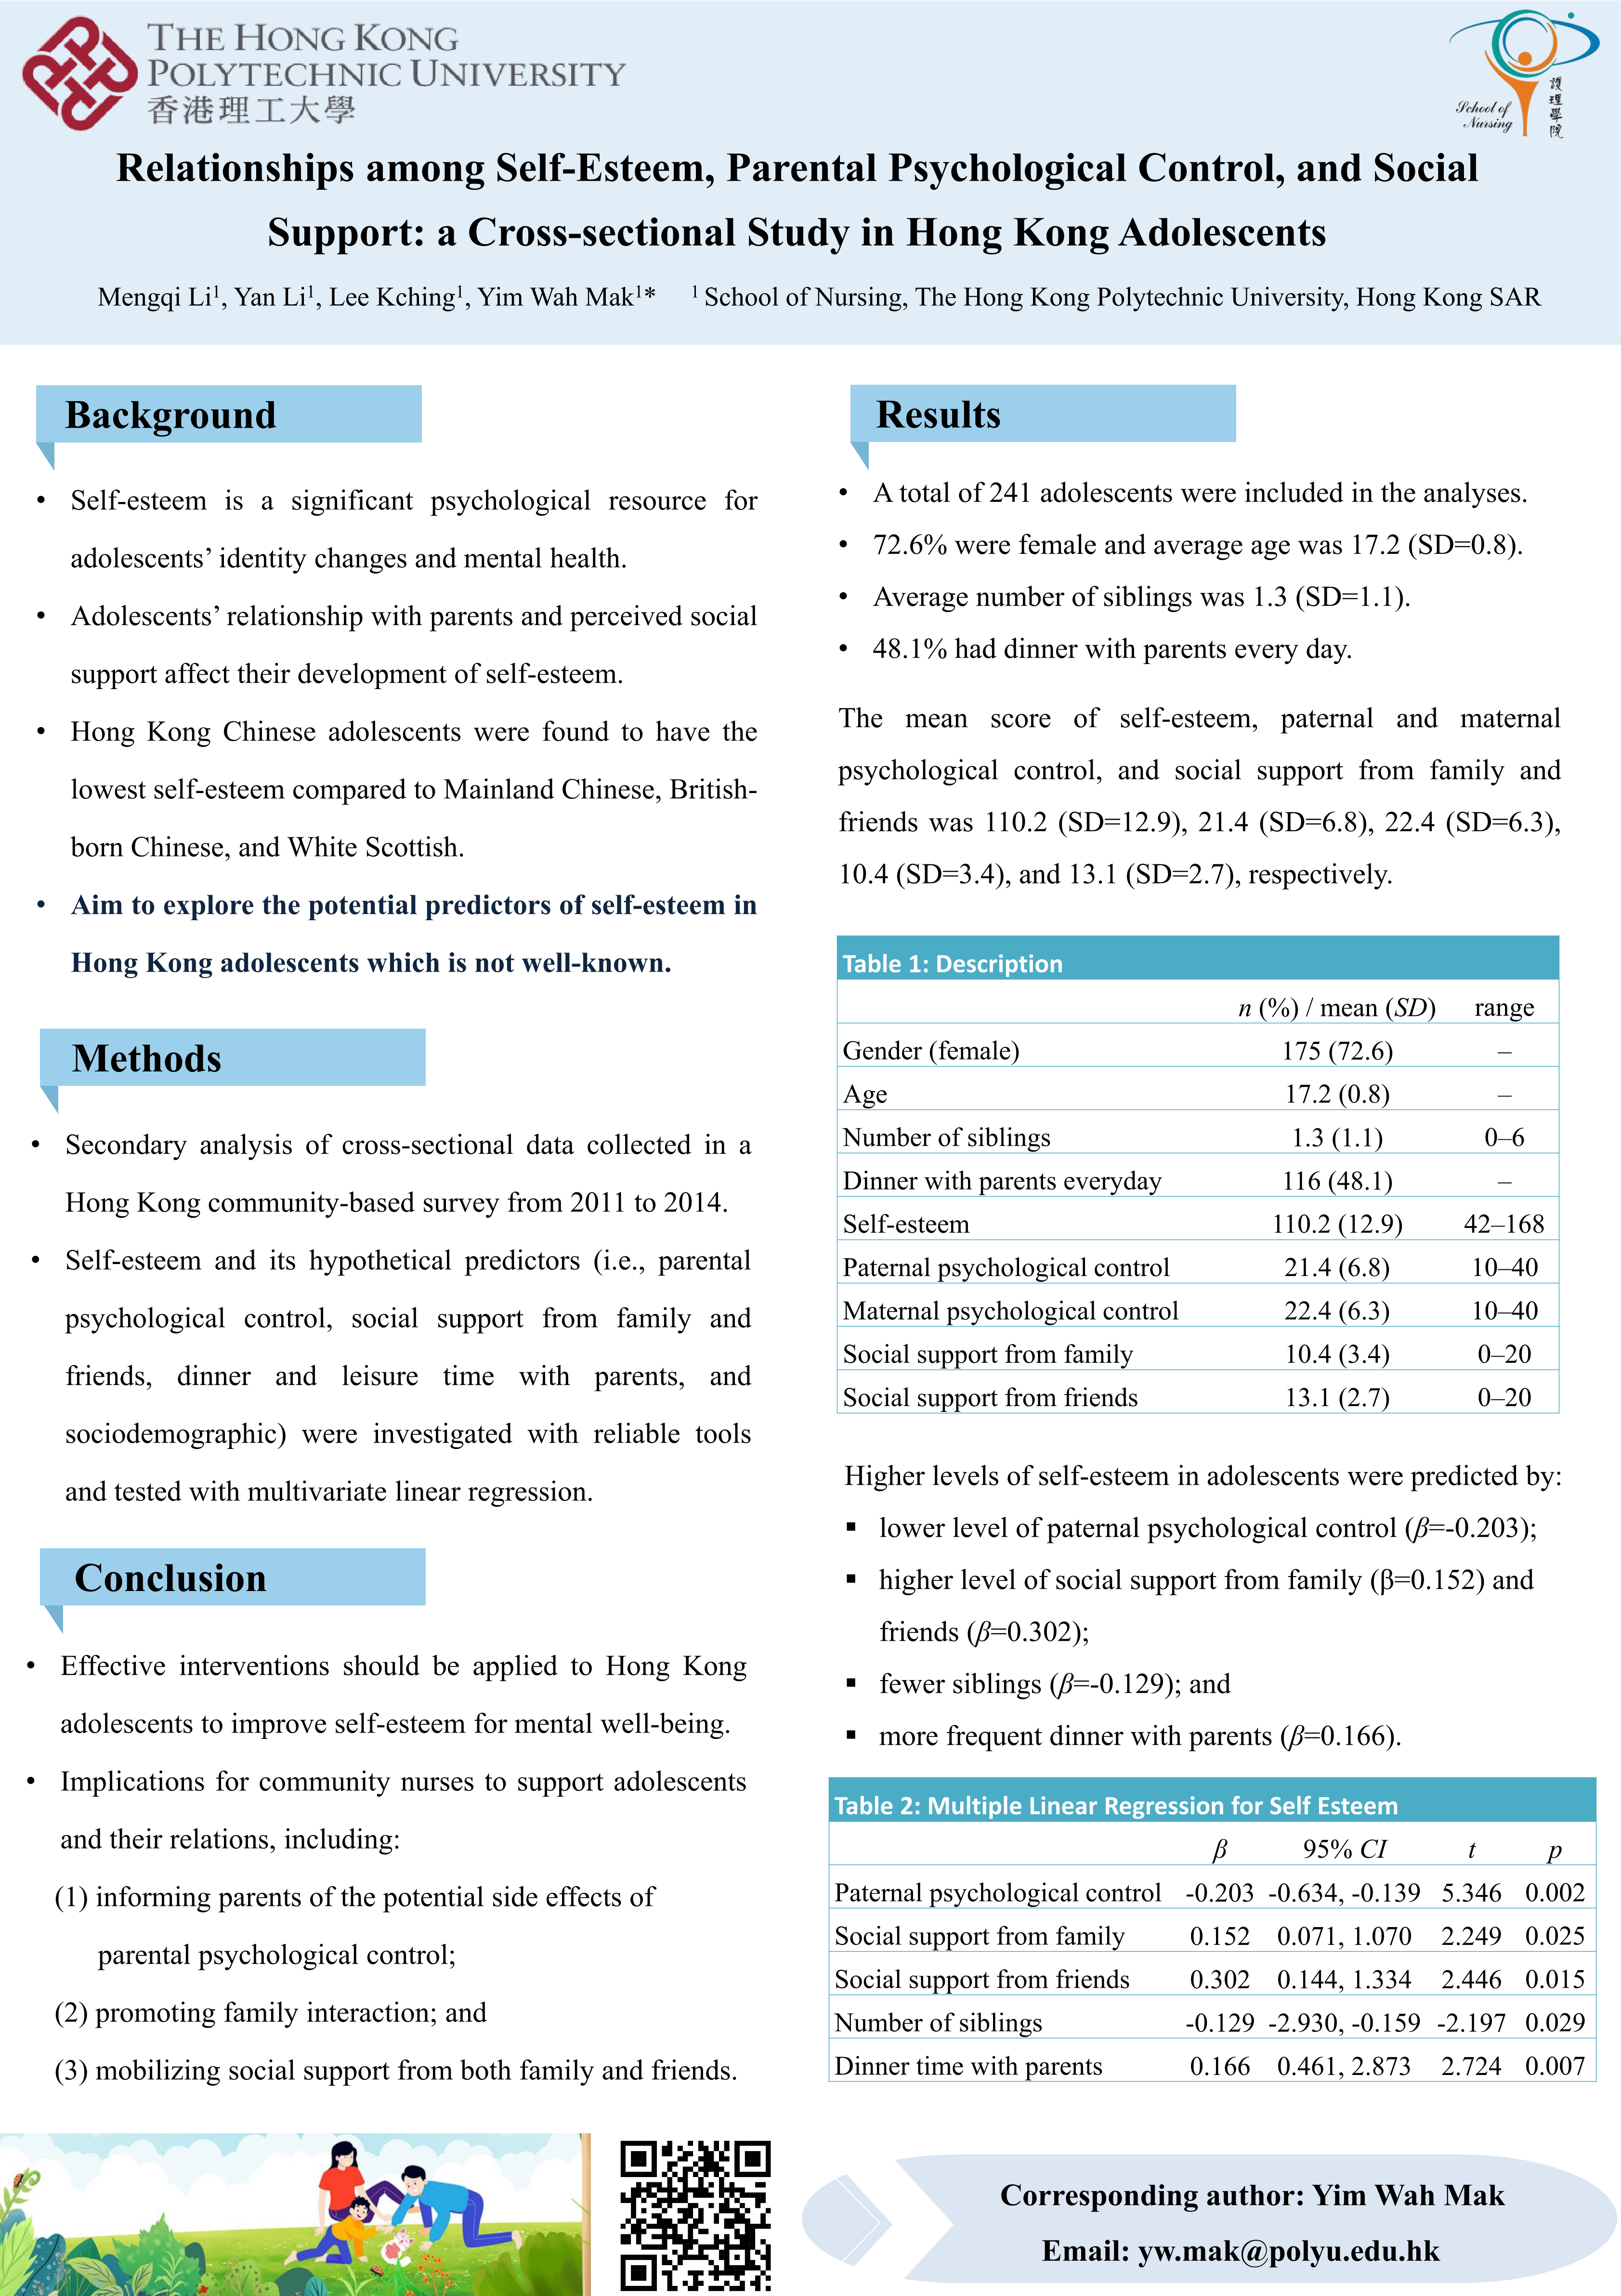 THE HONG KONG
POLYTECHNIC UNIVERSITY
香港理工大學
School of
Nursing
護理學院
Relationships among Self-Esteem, Parental Psychological Control, and Social
Support: a Cross-sectional Study in Hong Kong Adolescents
Mengqi Li¹, Yan Li¹, Lee Kching¹, Yim Wah Mak¹* ¹ School of Nursing, The Hong Kong Polytechnic University, Hong Kong SAR
Background
• Self-esteem is a significant psychological resource for
adolescents’ identity changes and mental health.
• Adolescents’ relationship with parents and perceived social
support affect their development of self-esteem.
• Hong Kong Chinese adolescents were found to have the
lowest self-esteem compared to Mainland Chinese, British-
born Chinese, and White Scottish.
• Aim to explore the potential predictors of self-esteem in
Hong Kong adolescents which is not well-known.
Methods
• Secondary analysis of cross-sectional data collected in a
Hong Kong community-based survey from 2011 to 2014.
• Self-esteem and its hypothetical predictors (i.e., parental
psychological control, social support from family and
friends, dinner and leisure time with parents, and
sociodemographic) were investigated with reliable tools
and tested with multivariate linear regression.
Conclusion
• Effective interventions should be applied to Hong Kong
adolescents to improve self-esteem for mental well-being.
• Implications for community nurses to support adolescents
and their relations, including:
(1) informing parents of the potential side effects of
parental psychological control;
(2) promoting family interaction; and
(3) mobilizing social support from both family and friends.
Results
• A total of 241 adolescents were included in the analyses.
• 72.6% were female and average age was 17.2 (SD=0.8).
• Average number of siblings was 1.3 (SD=1.1).
• 48.1% had dinner with parents every day.
The mean score of self-esteem, paternal and maternal
psychological control, and social support from family and
friends was 110.2 (SD=12.9), 21.4 (SD=6.8), 22.4 (SD=6.3),
10.4 (SD=3.4), and 13.1 (SD=2.7), respectively.
Table 1: Description
n (%) / mean (SD) range
Gender (female) 175 (72.6) –
Age 17.2 (0.8) –
Number of siblings 1.3 (1.1) 0–6
Dinner with parents everyday 116 (48.1) –
Self-esteem 110.2 (12.9) 42–168
Paternal psychological control 21.4 (6.8) 10–40
Maternal psychological control 22.4 (6.3) 10–40
Social support from family 10.4 (3.4) 0–20
Social support from friends 13.1 (2.7) 0–20
Higher levels of self-esteem in adolescents were predicted by:
▪ lower level of paternal psychological control (β=-0.203);
▪ higher level of social support from family (β=0.152) and
friends (β=0.302);
▪ fewer siblings (β=-0.129); and
▪ more frequent dinner with parents (β=0.166).
Table 2: Multiple Linear Regression for Self Esteem
β 95% CI t p
Paternal psychological control -0.203 -0.634, -0.139 5.346 0.002
Social support from family 0.152 0.071, 1.070 2.249 0.025
Social support from friends 0.302 0.144, 1.334 2.446 0.015
Number of siblings -0.129 -2.930, -0.159 -2.197 0.029
Dinner time with parents 0.166 0.461, 2.873 2.724 0.007
Corresponding author: Yim Wah Mak
Email: yw.mak@polyu.edu.hk